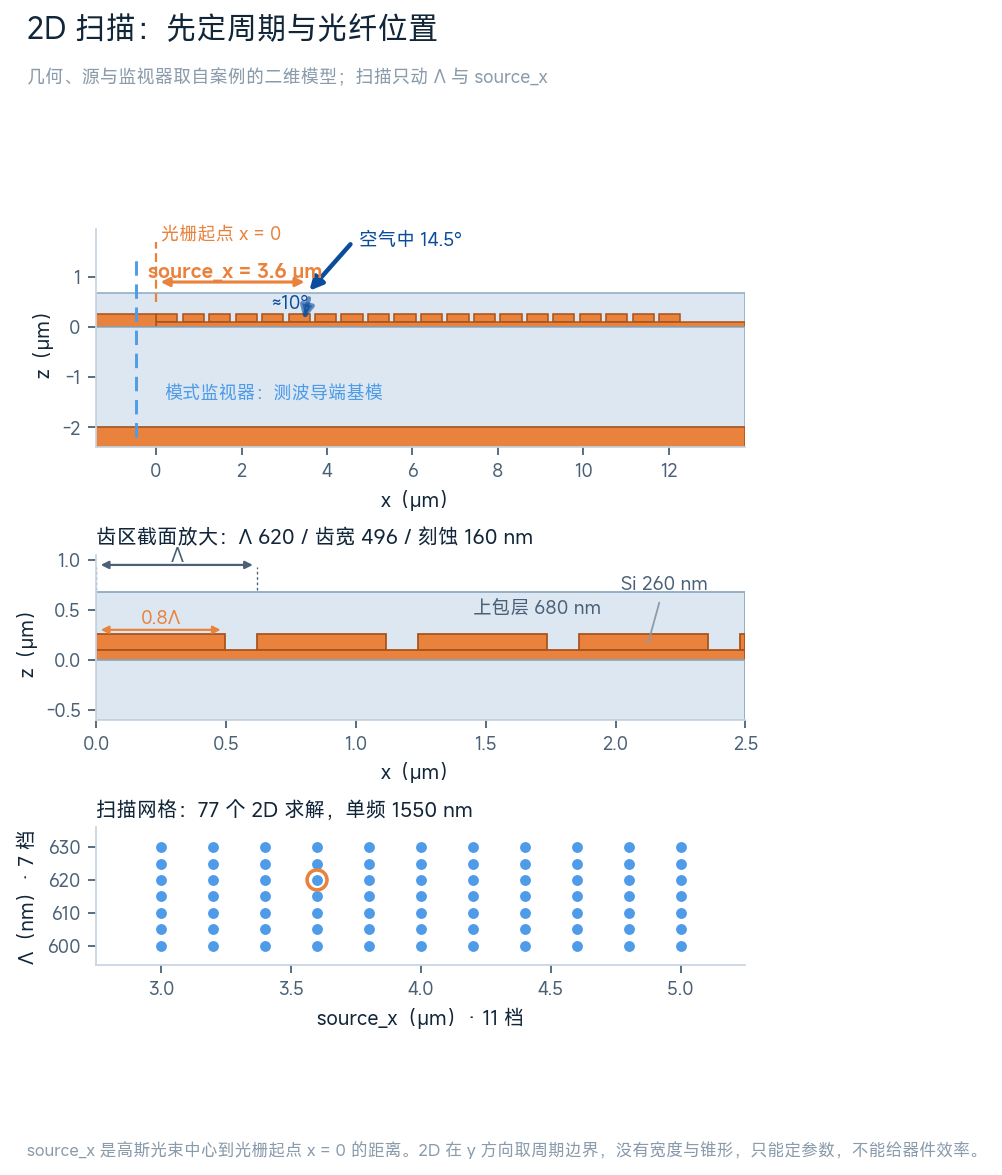 2D 扫描：先定周期与光纤位置
几何、源与监视器取自案例的二维模型；扫描只动 Λ 与 source_x
光栅起点 x = 0
空气中 14.5°
source_x = 3.6 µm
≈10°
模式监视器：测波导端基模
z（µm）
1
0
−1
−2
0
2
4
6
8
10
12
x（µm）
齿区截面放大：Λ 620 / 齿宽 496 / 刻蚀 160 nm
Λ
Si 260 nm
上包层 680 nm
0.8Λ
z（µm）
1.0
0.5
0.0
−0.5
0.0
0.5
1.0
1.5
2.0
2.5
x（µm）
扫描网格：77 个 2D 求解，单频 1550 nm
Λ（nm）· 7 档
630
620
610
600
3.0
3.5
4.0
4.5
5.0
source_x（µm）· 11 档
source_x 是高斯光束中心到光栅起点 x = 0 的距离。2D 在 y 方向取周期边界，没有宽度与锥形，只能定参数，不能给器件效率。